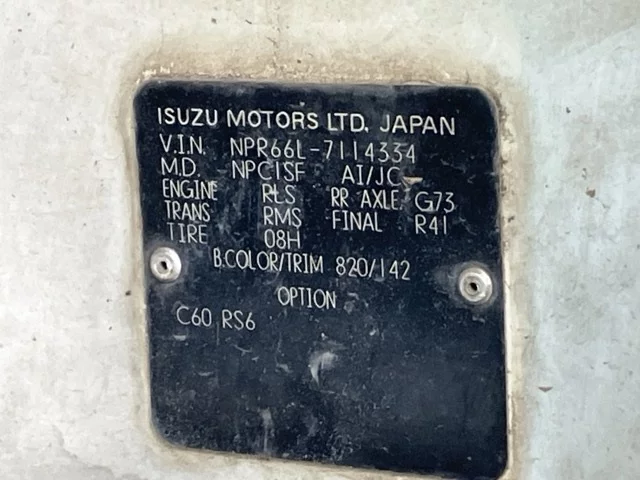 ISUZU MOTORS LTD. JAPAN
V.I.N. NPR66L-7114334
M.D. NPC1SF AI/JC-
ENGINE RLS RR AXLE G73
TRANS RMS FINAL R41
TIRE 08H
B.COLOR/TRIM 820/142
OPTION
C60 RS6